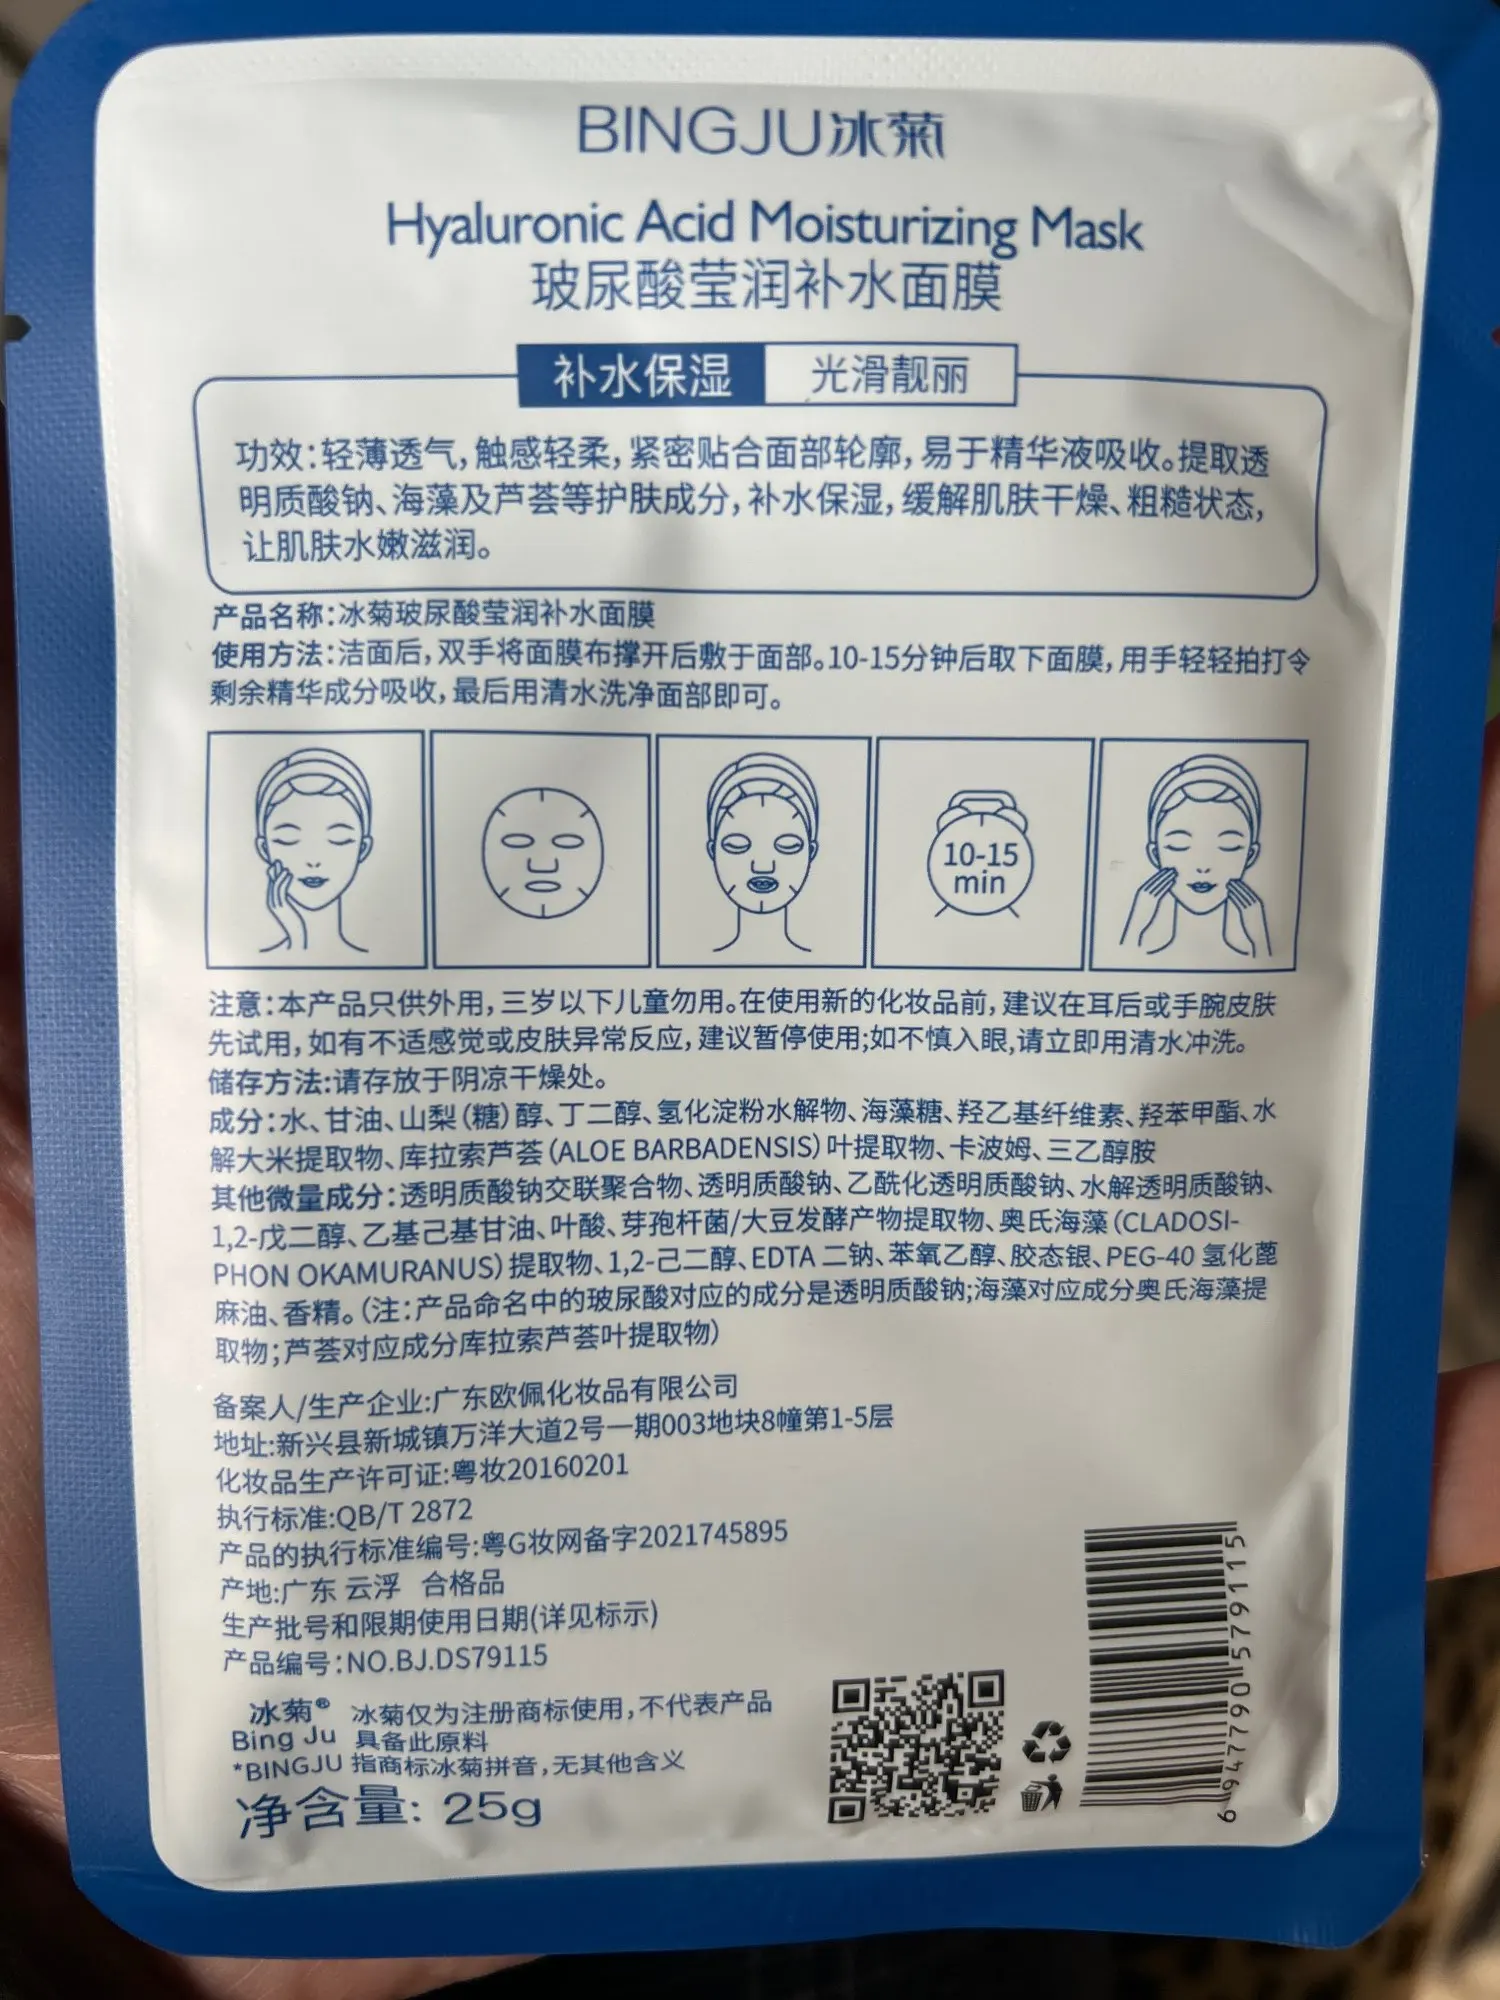 BINGJU冰菊
Hyaluronic Acid Moisturizing Mask
玻尿酸莹润补水面膜
补水保湿 光滑靓丽
功效:轻薄透气,触感轻柔,紧密贴合面部轮廓,易于精华液吸收。提取透
明质酸钠、海藻及芦荟等护肤成分,补水保湿,缓解肌肤干燥、粗糙状态,
让肌肤水嫩滋润。
产品名称:冰菊玻尿酸莹润补水面膜
使用方法:洁面后,双手将面膜布撑开后敷于面部。10-15分钟后取下面膜,用手轻轻拍打令
剩余精华成分吸收,最后用清水洗净面部即可。
10-15
min
注意:本产品只供外用,三岁以下儿童勿用。在使用新的化妆品前,建议在耳后或手腕皮肤
先试用,如有不适感觉或皮肤异常反应,建议暂停使用;如不慎入眼,请立即用清水冲洗。
储存方法:请存放于阴凉干燥处。
成分:水、甘油、山梨(糖)醇、丁二醇、氢化淀粉水解物、海藻糖、羟乙基纤维素、羟苯甲酯、水
解大米提取物、库拉索芦荟(ALOE BARBADENSIS)叶提取物、卡波姆、三乙醇胺
其他微量成分:透明质酸钠交联聚合物、透明质酸钠、乙酰化透明质酸钠、水解透明质酸钠、
1,2-戊二醇、乙基己基甘油、叶酸、芽孢杆菌/大豆发酵产物提取物、奥氏海藻(CLADOSI-
PHON OKAMURANUS)提取物、1,2-己二醇、EDTA 二钠、苯氧乙醇、胶态银、PEG-40 氢化蓖
麻油、香精。(注:产品命名中的玻尿酸对应的成分是透明质酸钠;海藻对应成分奥氏海藻提
取物;芦荟对应成分库拉索芦荟叶提取物)
备案人/生产企业:广东欧佩化妆品有限公司
地址:新兴县新城镇万洋大道2号一期003地块8幢第1-5层
化妆品生产许可证:粤妆20160201
执行标准:QB/T 2872
产品的执行标准编号:粤G妆网备字2021745895
产地:广东 云浮 合格品
生产批号和限期使用日期(详见标示)
产品编号:NO.BJ.DS79115
冰菊® 冰菊仅为注册商标使用,不代表产品
Bing Ju 具备此原料
*BINGJU 指商标冰菊拼音,无其他含义
净含量: 25g
6 947790 579115